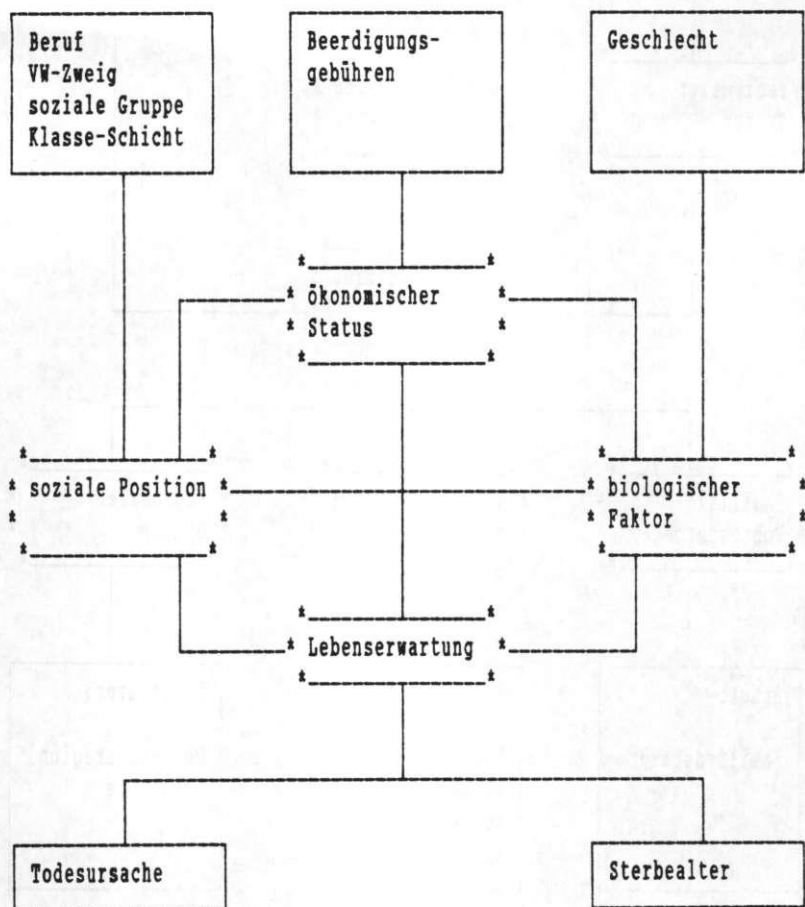 Beruf
VW-Zweig
soziale Gruppe
Klasse-Schicht
Beerdigungs-
gebühren
Geschlecht
ökonomischer
Status
soziale Position
biologischer
Faktor
Lebenserwartung
Todesursache
Sterbealter